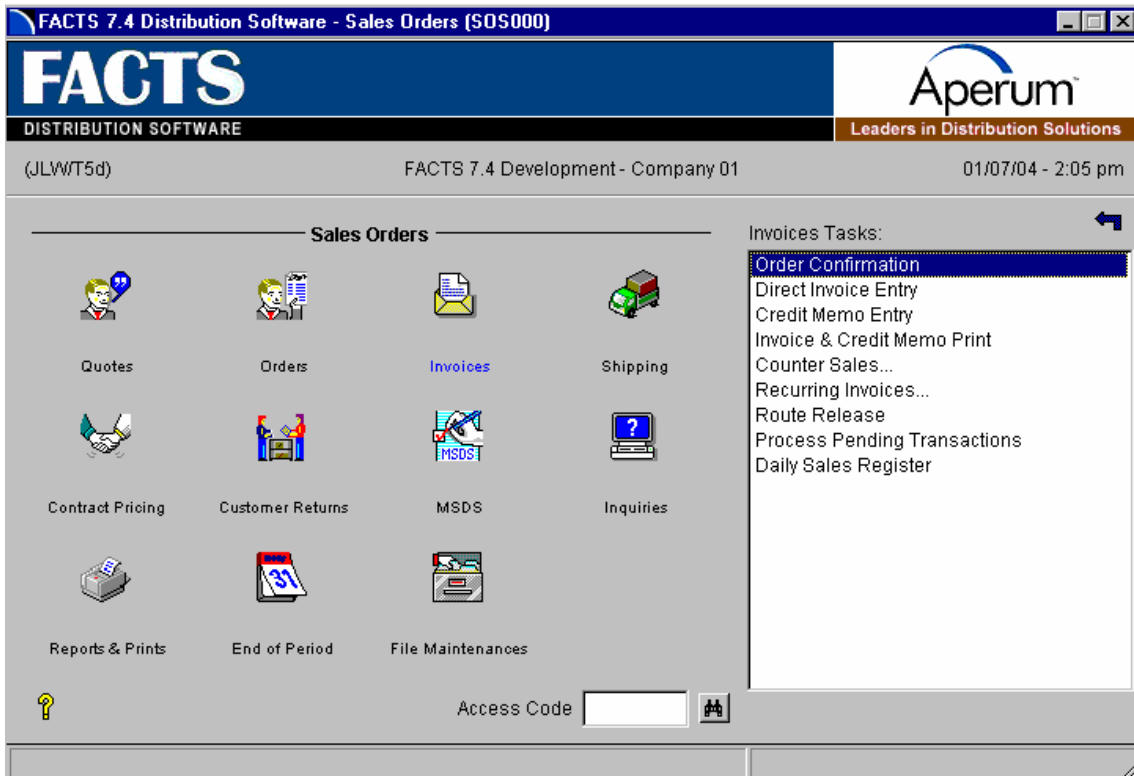 FACTS 7.4 Distribution Software - Sales Orders (SOS000)
FACTS
DISTRIBUTION SOFTWARE
Aperum™
Leaders in Distribution Solutions
(JLW/T5d)
FACTS 7.4 Development - Company 01
01/07/04 - 2:05 pm
Sales Orders
Quotes
Orders
Invoices
Shipping
MSDS
Contract Pricing
Customer Returns
MSDS
Inquiries
31
Reports & Prints
End of Period
File Maintenances
Access Code
Invoices Tasks:
Order Confirmation
Direct Invoice Entry
Credit Memo Entry
Invoice & Credit Memo Print
Counter Sales...
Recurring Invoices...
Route Release
Process Pending Transactions
Daily Sales Register